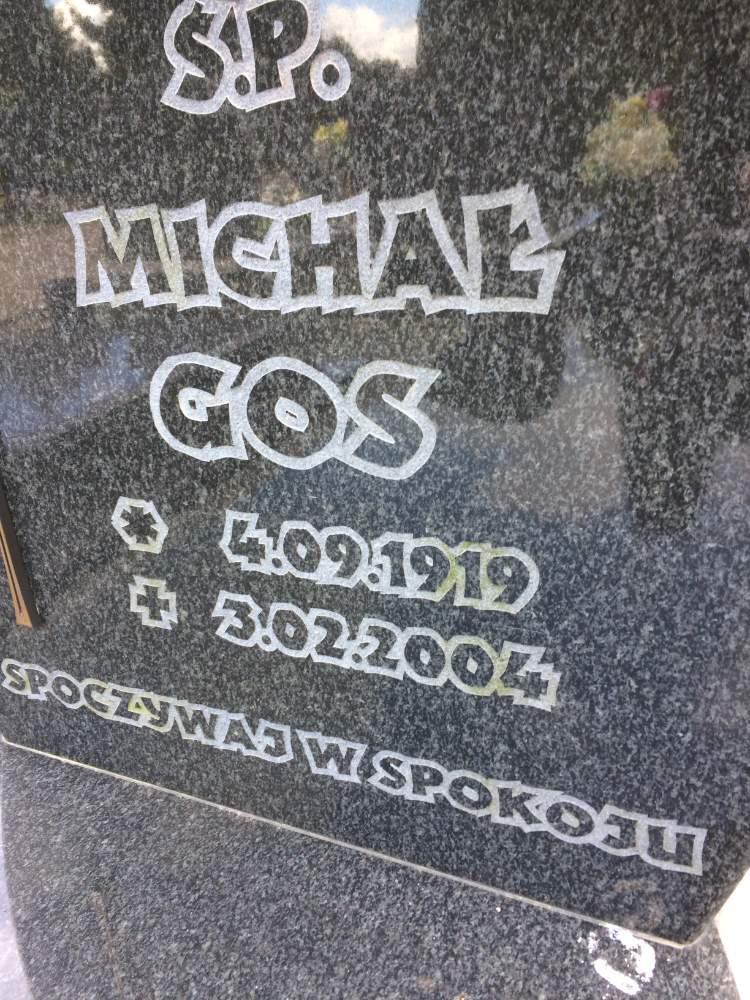 Ś.P.
MICHAŁ
GOS
* 4.09.1919
+ 3.02.2004
SPOCZYWAJ W SPOKOJU